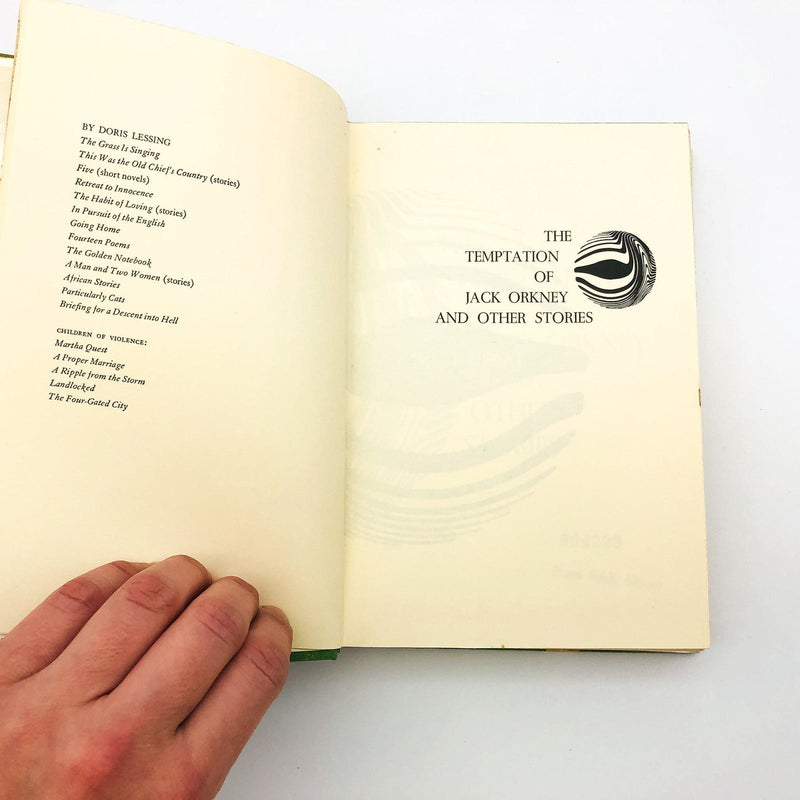 BY DORIS LESSING
The Grass Is Singing
This Was the Old Chief's Country (stories)
Five (short novels)
Retreat to Innocence
The Habit of Loving (stories)
In Pursuit of the English
Going Home
Fourteen Poems
The Golden Notebook
A Man and Two Women (stories)
African Stories
Particularly Cats
Briefing for a Descent into Hell
CHILDREN OF VIOLENCE:
Martha Quest
A Proper Marriage
A Ripple from the Storm
Landlocked
The Four-Gated City
THE
TEMPTATION
OF
JACK ORKNEY
AND OTHER STORIES